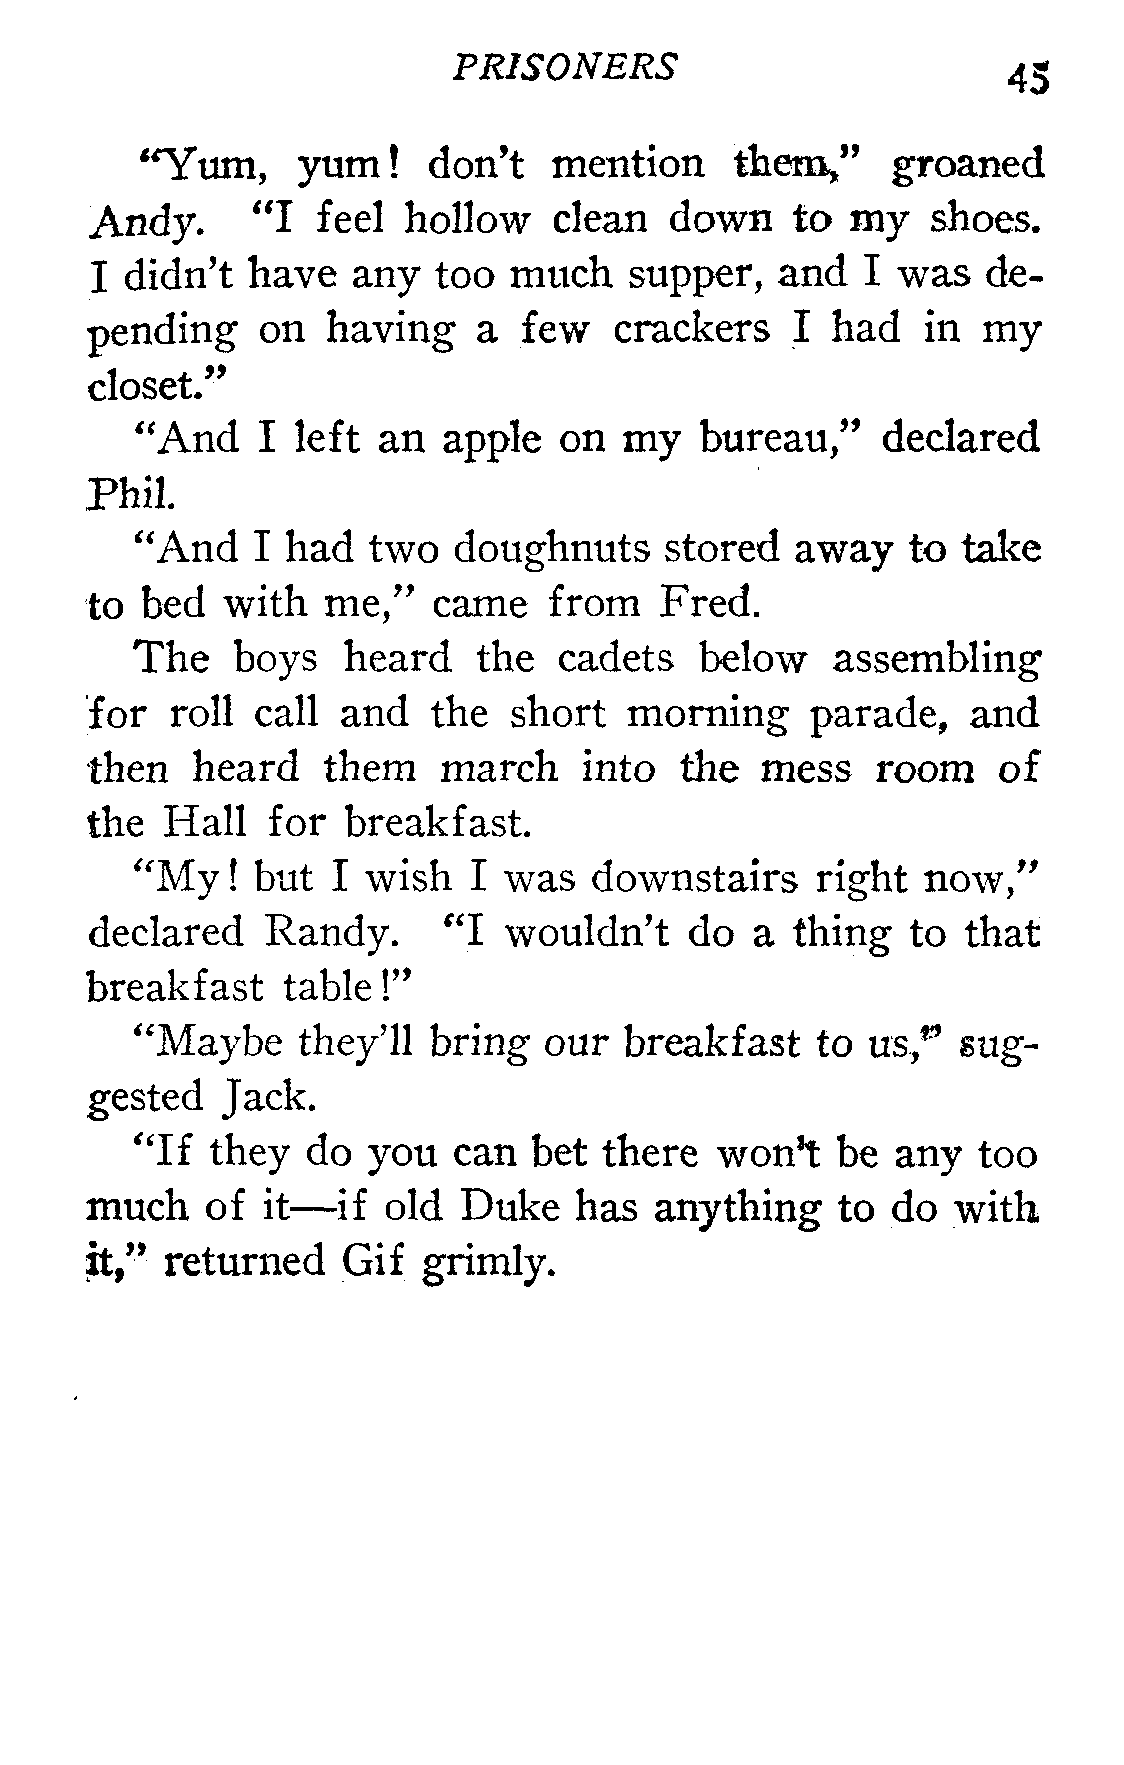 PRISONERS 45
"Yum, yum! don't mention them," groaned
Andy. "I feel hollow clean down to my shoes.
I didn't have any too much supper, and I was de-
pending on having a few crackers I had in my
closet."
"And I left an apple on my bureau," declared
Phil.
"And I had two doughnuts stored away to take
to bed with me," came from Fred.
The boys heard the cadets below assembling
for roll call and the short morning parade, and
then heard them march into the mess room of
the Hall for breakfast.
"My! but I wish I was downstairs right now,"
declared Randy. "I wouldn't do a thing to that
breakfast table!"
"Maybe they'll bring our breakfast to us," sug-
gested Jack.
"If they do you can bet there won't be any too
much of it—if old Duke has anything to do with
it," returned Gif grimly.